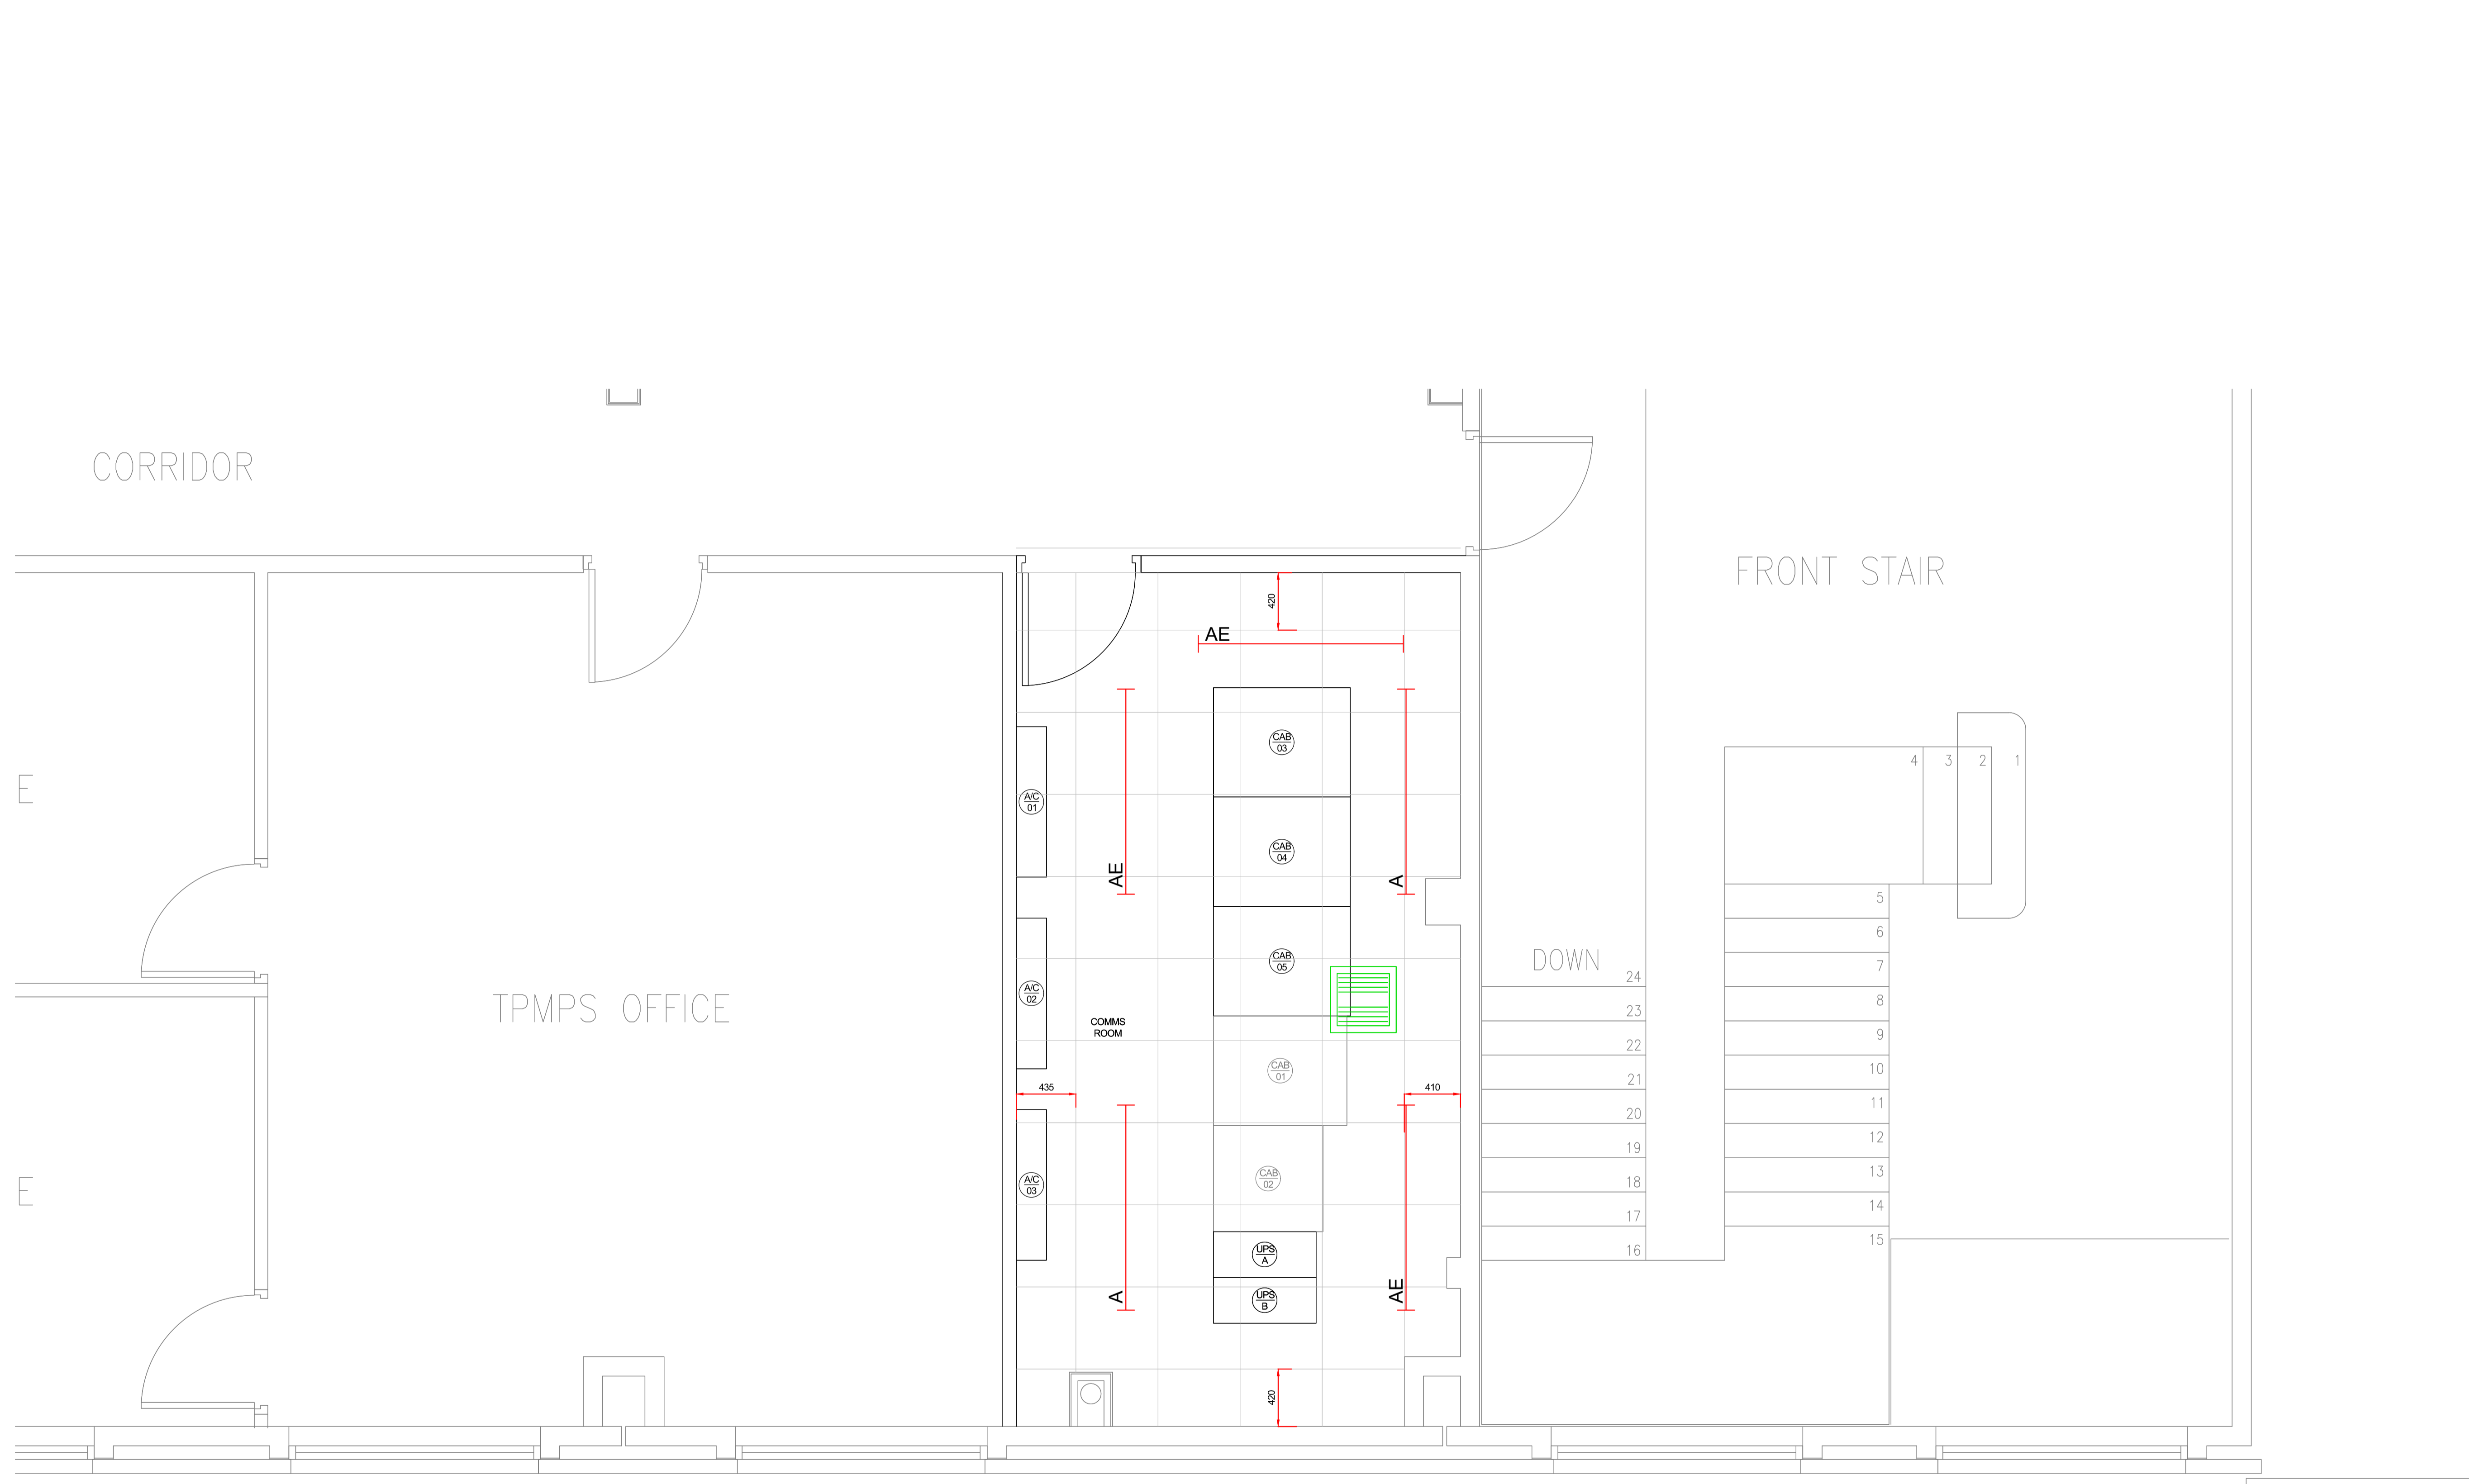 CORRIDOR
FRONT STAIR
420
AE
CAB
03
4 3 2 1
E
A/C
01
CAB
04
AE
A
5
6
DOWN
CAB
05
7
24
A/C
02
8
TPMPS OFFICE
23
COMMS
ROOM
9
22
CAB
01
10
21
435
410
11
20
12
19
CAB
02
13
A/C
03
18
E
14
17
15
16
UPS
A
UPS
B
A
AE
420